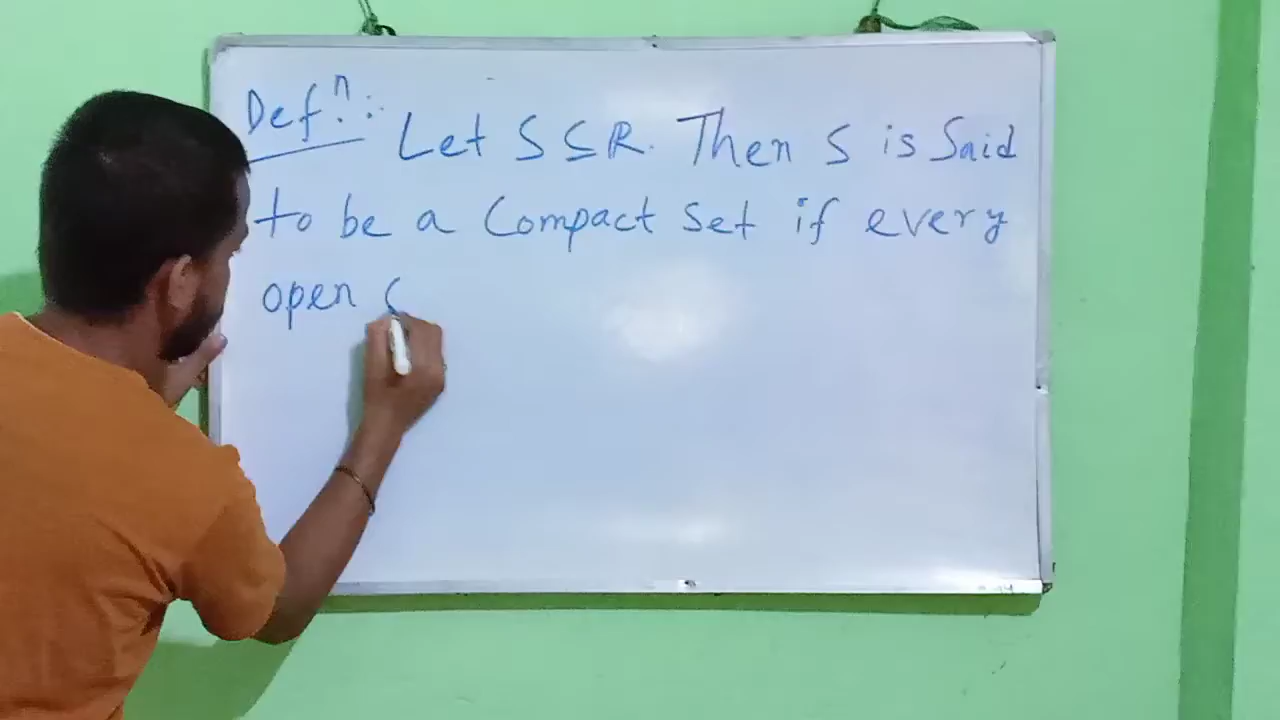 Defⁿ.: Let S ⊆ R. Then S is Said
to be a Compact Set if every
open C